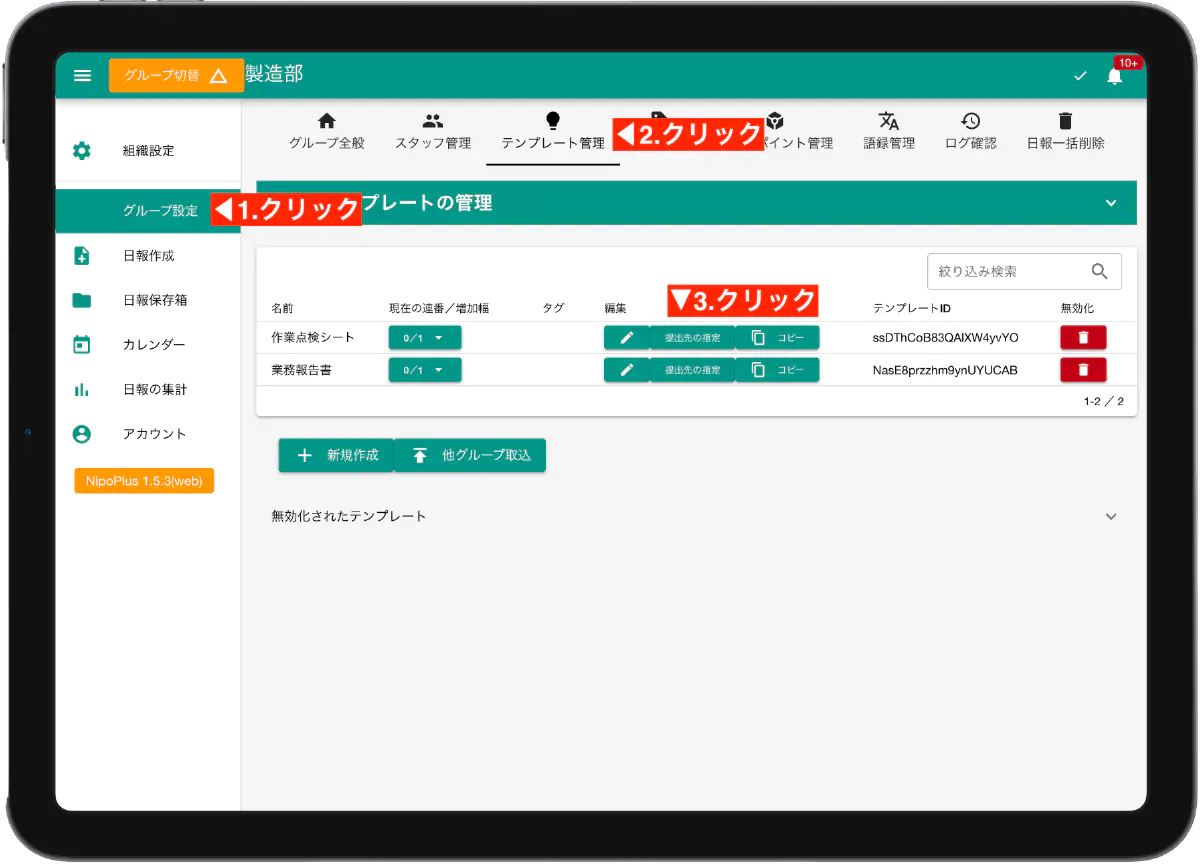 グループ切替 製造部 10+
グループ全般 スタッフ管理 テンプレート管理 ◀2.クリック イント管理 語録管理 ログ確認 日報一括削除
組織設定
グループ設定 ◀1.クリック プレートの管理
日報作成
日報保存箱
カレンダー
日報の集計
アカウント
NipoPlus 1.5.3(web)
絞り込み検索
▼3.クリック
名前 現在の連番／増加幅 タグ 編集 テンプレートID 無効化
作業点検シート 0/1 提出先の指定 コピー ssDThCoB83QAlXW4yvYO
業務報告書 0/1 提出先の指定 コピー NasE8przzhm9ynUYUCAB
1-2 ／ 2
新規作成 他グループ取込
無効化されたテンプレート